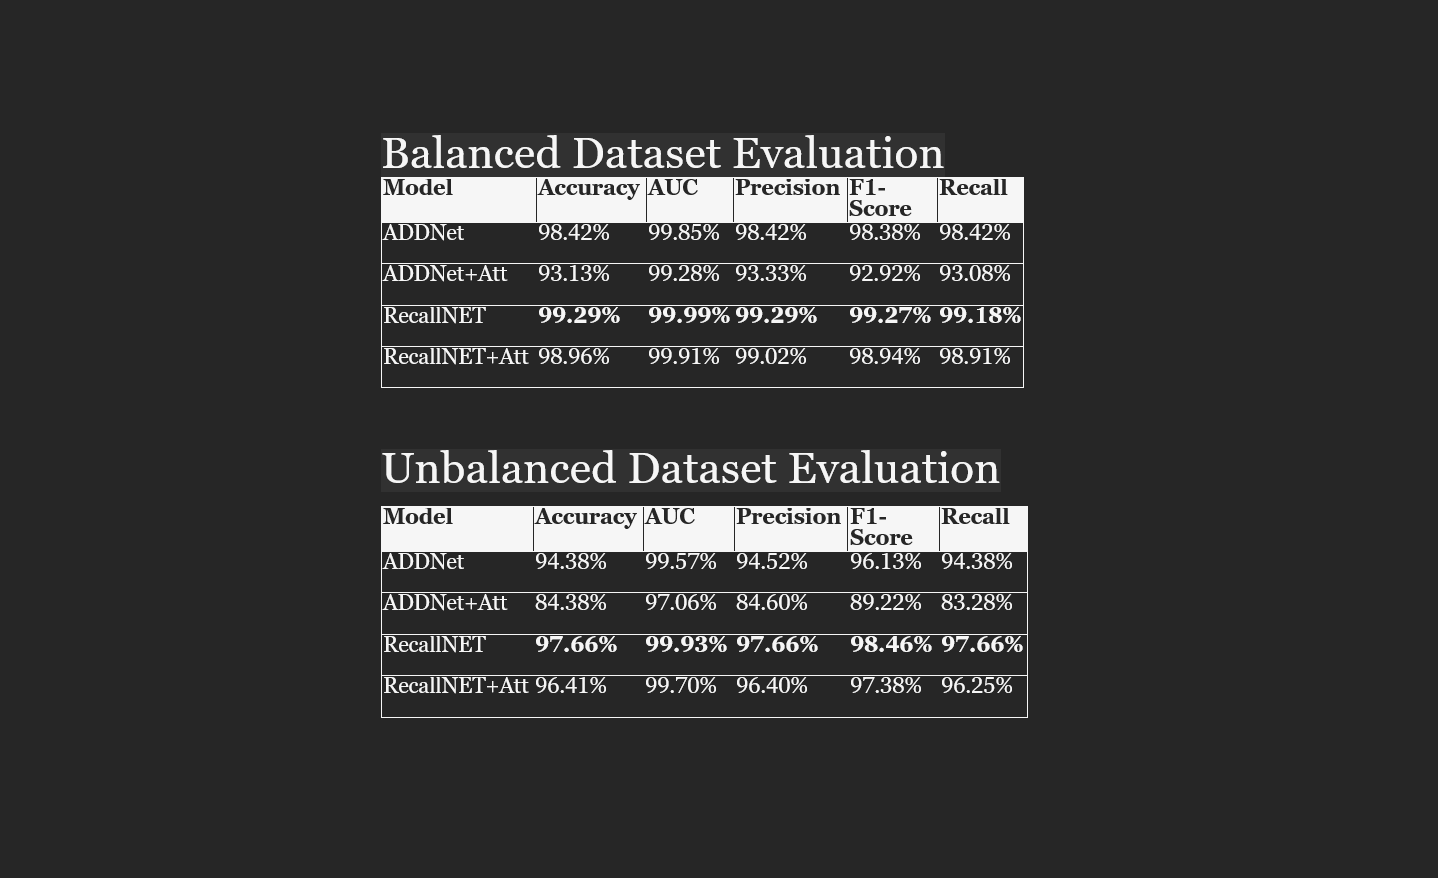 Balanced Dataset Evaluation
Model Accuracy AUC Precision F1-Score Recall
ADDNet 98.42% 99.85% 98.42% 98.38% 98.42%
ADDNet+Att 93.13% 99.28% 93.33% 92.92% 93.08%
RecallNET 99.29% 99.99% 99.29% 99.27% 99.18%
RecallNET+Att 98.96% 99.91% 99.02% 98.94% 98.91%
Unbalanced Dataset Evaluation
Model Accuracy AUC Precision F1-Score Recall
ADDNet 94.38% 99.57% 94.52% 96.13% 94.38%
ADDNet+Att 84.38% 97.06% 84.60% 89.22% 83.28%
RecallNET 97.66% 99.93% 97.66% 98.46% 97.66%
RecallNET+Att 96.41% 99.70% 96.40% 97.38% 96.25%